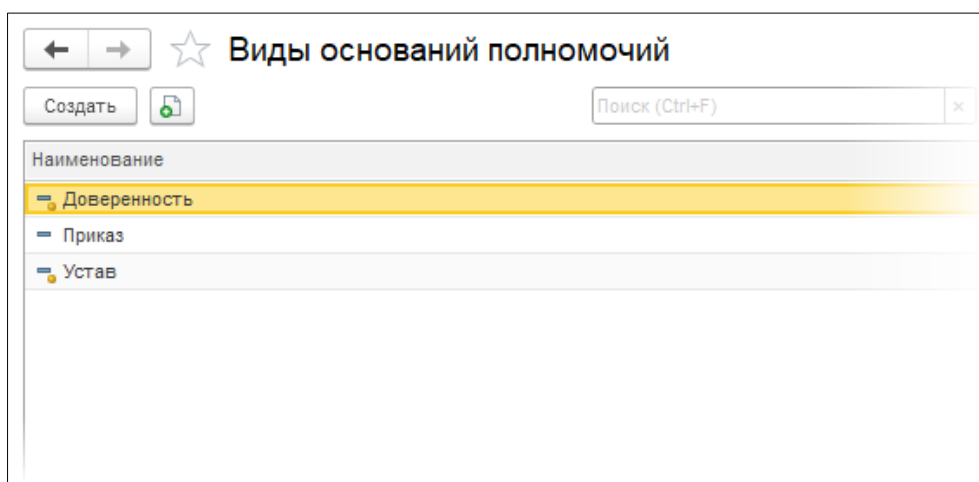 Виды оснований полномочий
Создать
Поиск (Ctrl+F)
×
Наименование
Доверенность
Приказ
Устав